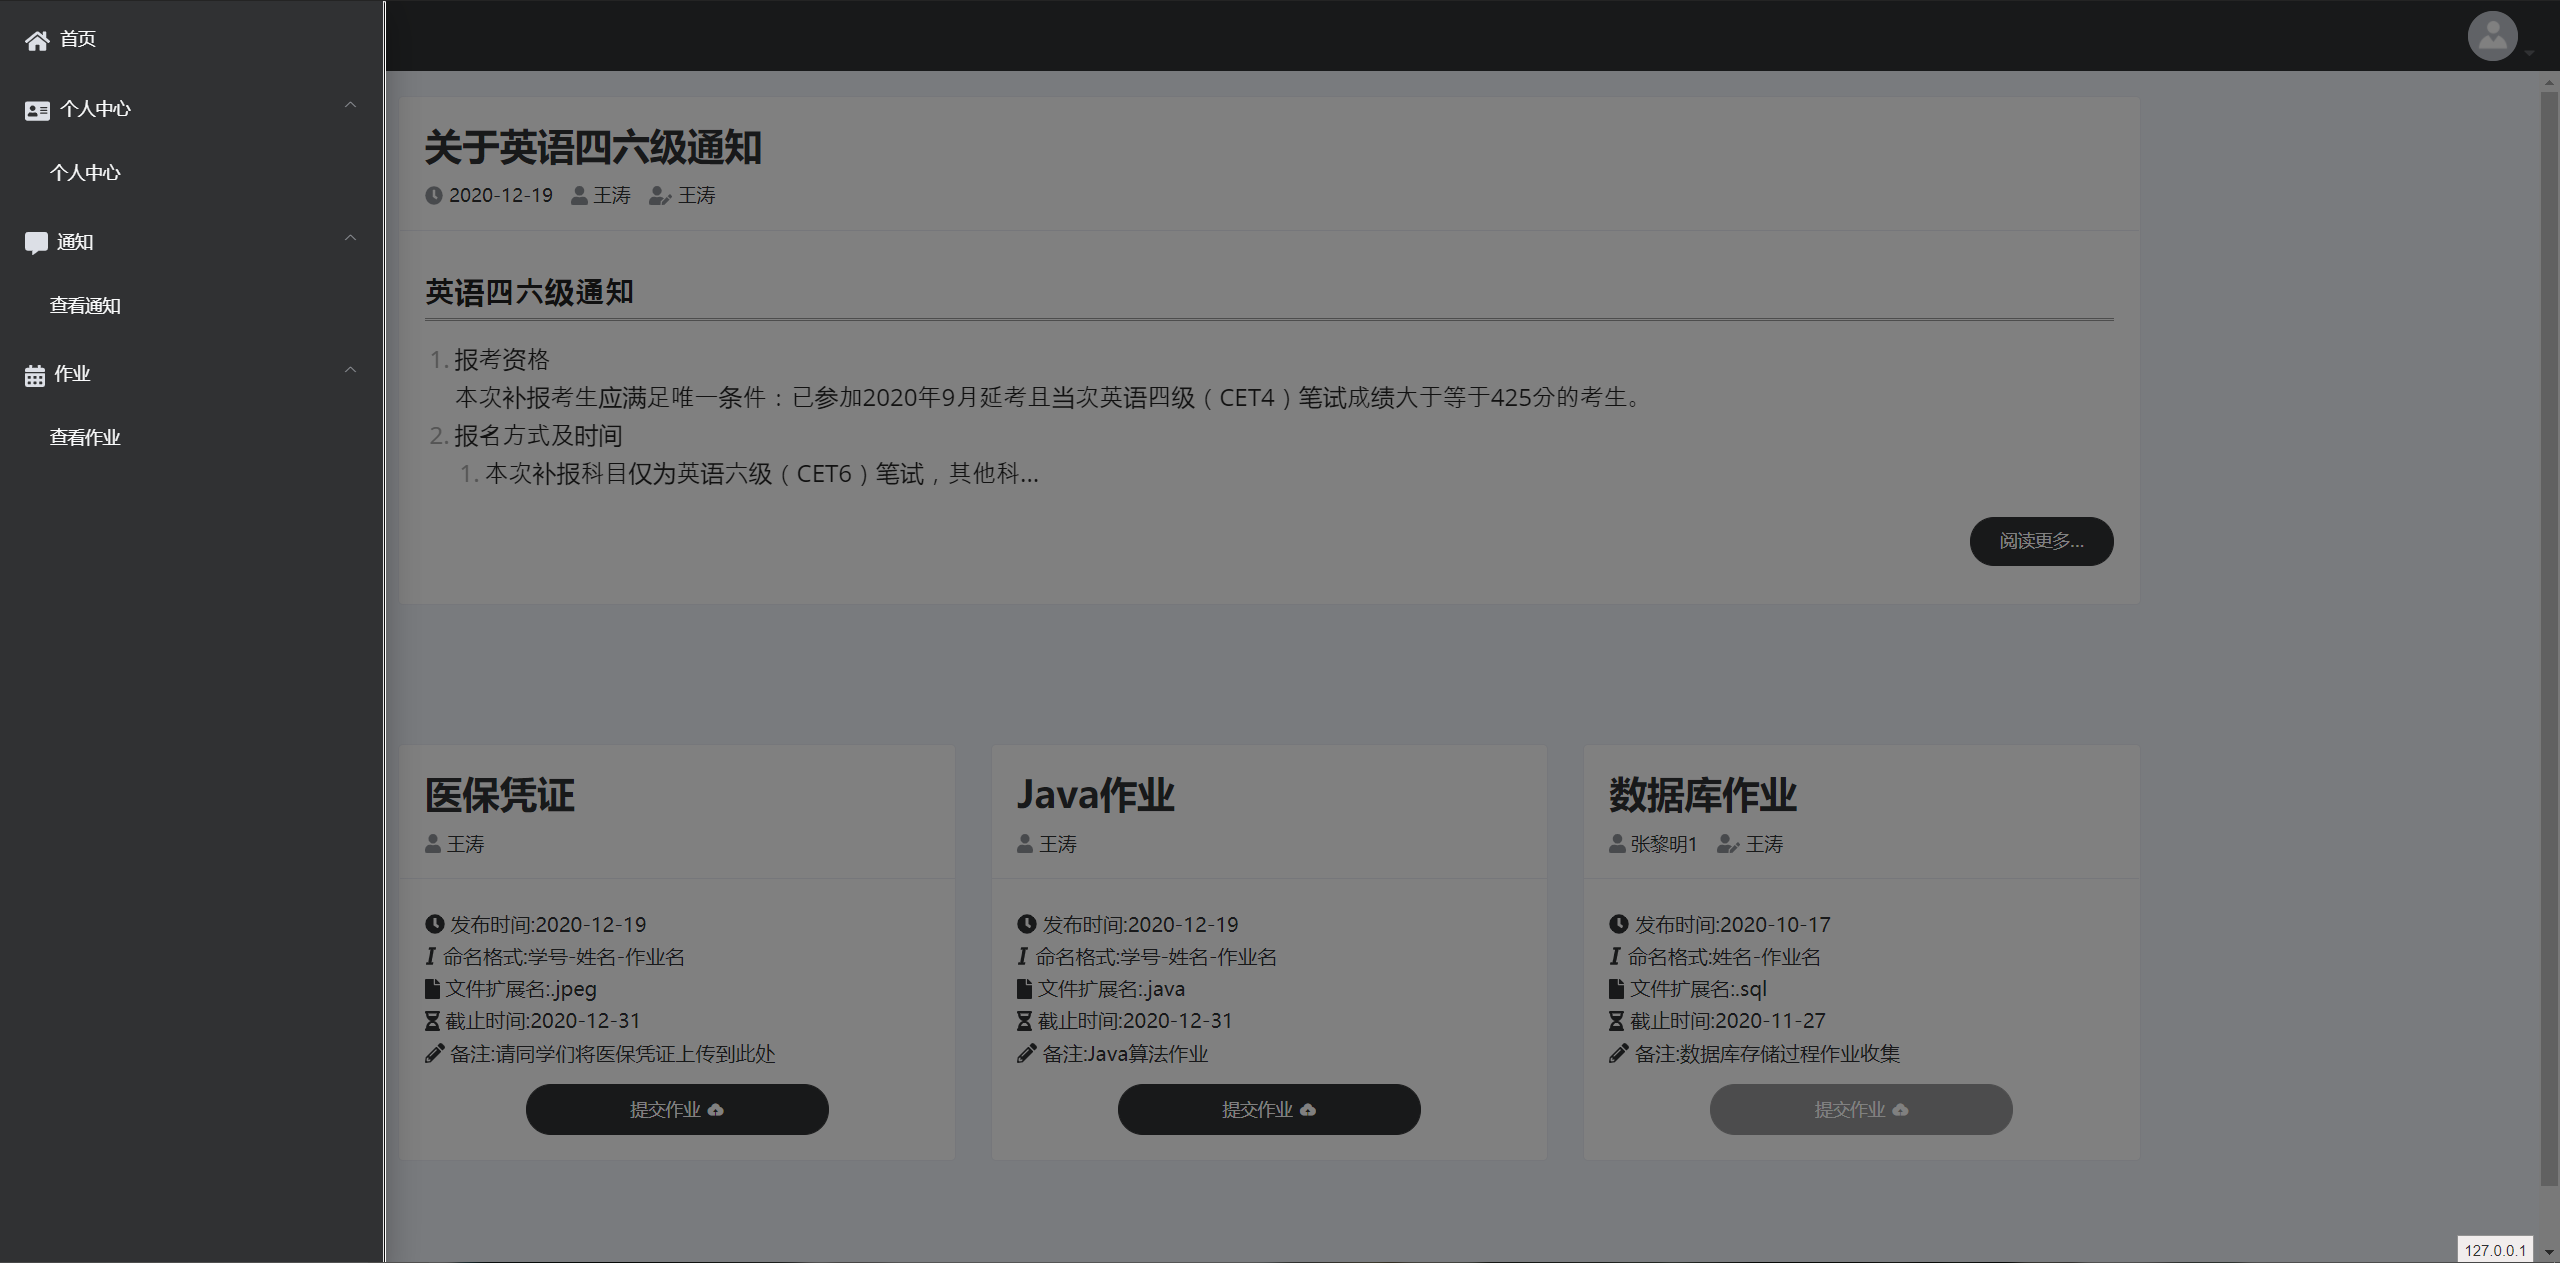 首页
个人中心
个人中心
通知
查看通知
作业
查看作业
关于英语四六级通知
2020-12-19 王涛 王涛
英语四六级通知
1. 报考资格
本次补报考生应满足唯一条件：已参加2020年9月延考且当次英语四级（CET4）笔试成绩大于等于425分的考生。
2. 报名方式及时间
1. 本次补报科目仅为英语六级（CET6）笔试，其他科...
阅读更多...
医保凭证
王涛
发布时间:2020-12-19
命名格式:学号-姓名-作业名
文件扩展名:.jpeg
截止时间:2020-12-31
备注:请同学们将医保凭证上传到此处
提交作业
Java作业
王涛
发布时间:2020-12-19
命名格式:学号-姓名-作业名
文件扩展名:.java
截止时间:2020-12-31
备注:Java算法作业
提交作业
数据库作业
张黎明1 王涛
发布时间:2020-10-17
命名格式:姓名-作业名
文件扩展名:.sql
截止时间:2020-11-27
备注:数据库存储过程作业收集
提交作业
127.0.0.1